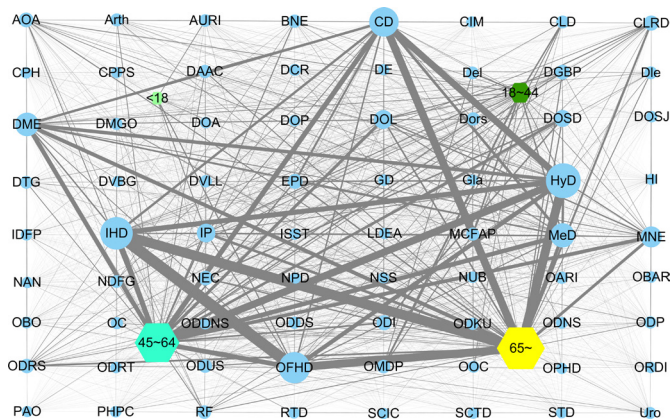 AOA Arth AURI BNE CD CIM CLD CLRD
CPH CPPS DAAC DCR DE Del DGBP Dle
<18 18~44
DME DMGO DOA DOP DOL Dors DOSD DOSJ
DTG DVBG DVLL EPD GD Gla HyD HI
IDFP IHD IP ISST LDEA MCFAP MeD MNE
NAN NDFG NEC NPD NSS NUB OARI OBAR
OBO OC ODDNS ODDS ODI ODKU ODNS ODP
45~64 65~
ODRS ODRT ODUS OFHD OMDP OOC OPHD ORDI
PAO PHPC RF RTD SCIC SCTD STD Uro